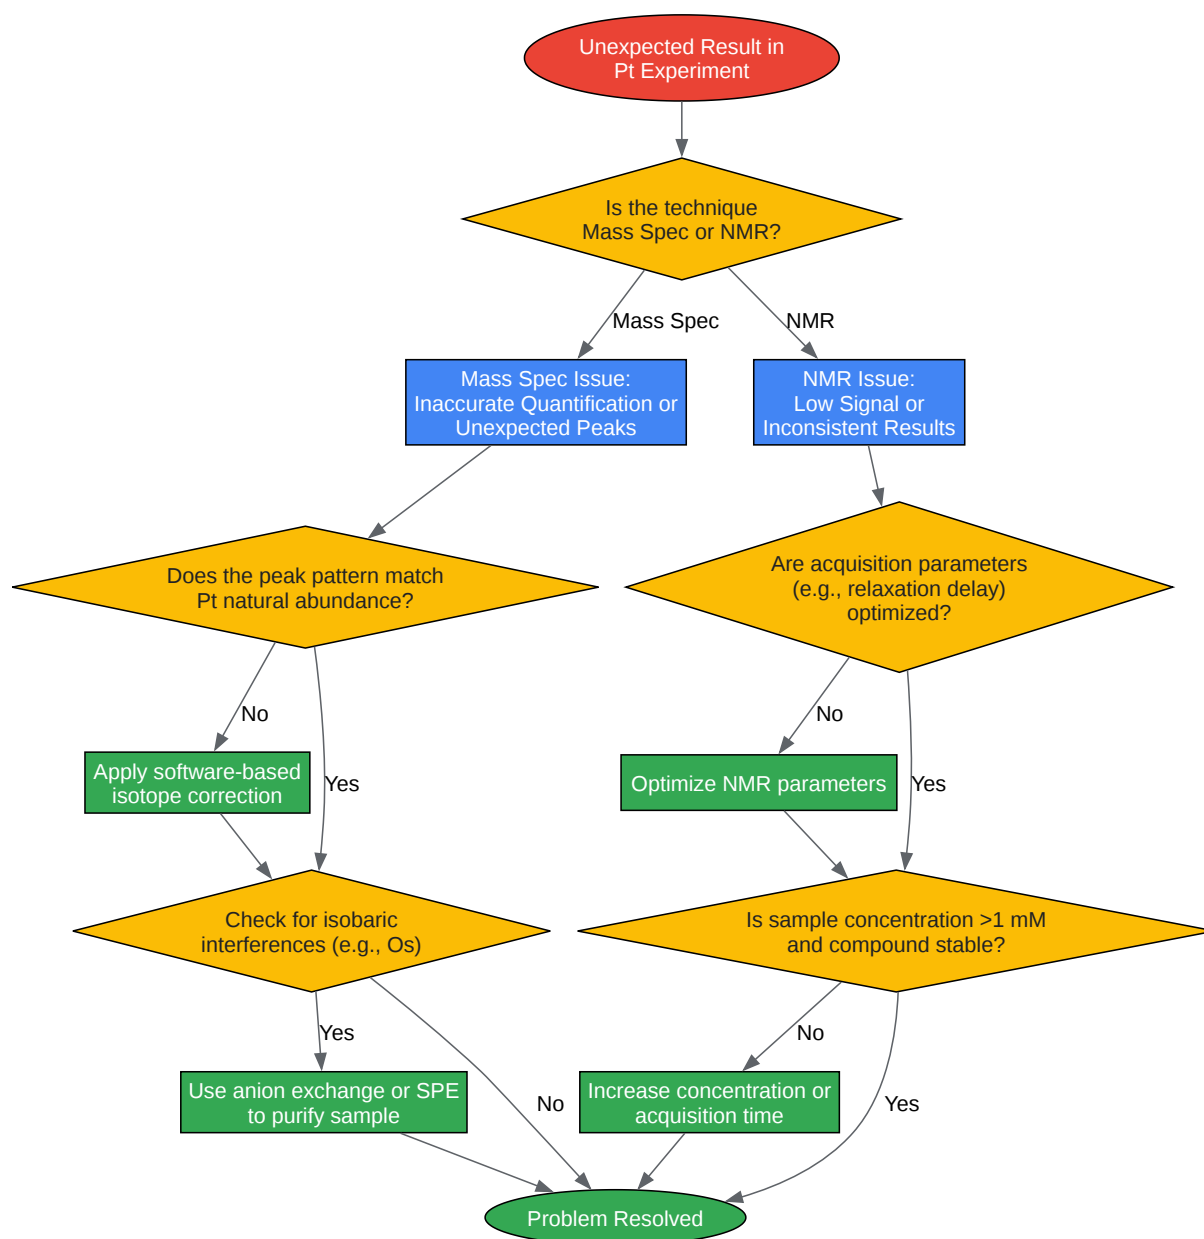 Unexpected Result in
Pt Experiment
Is the technique
Mass Spec or NMR?
Mass Spec
NMR
Mass Spec Issue:
Inaccurate Quantification or
Unexpected Peaks
NMR Issue:
Low Signal or
Inconsistent Results
Does the peak pattern match
Pt natural abundance?
Are acquisition parameters
(e.g., relaxation delay)
optimized?
No
Yes
No
Yes
Apply software-based
isotope correction
Optimize NMR parameters
Check for isobaric
interferences (e.g., Os)
Is sample concentration >1 mM
and compound stable?
Yes
No
No
Yes
Use anion exchange or SPE
to purify sample
Increase concentration or
acquisition time
Problem Resolved